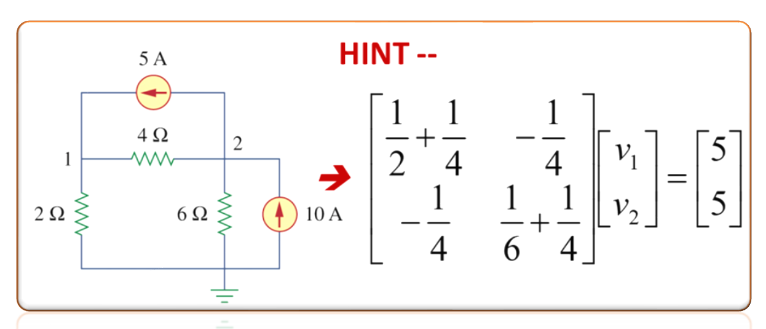 HINT --
5 A
4 Ω
1
2
2 Ω
6 Ω
10 A
[ 1/2 + 1/4   - 1/4 ] [ v₁ ] = [ 5 ]
[ - 1/4   1/6 + 1/4 ] [ v₂ ]   [ 5 ]